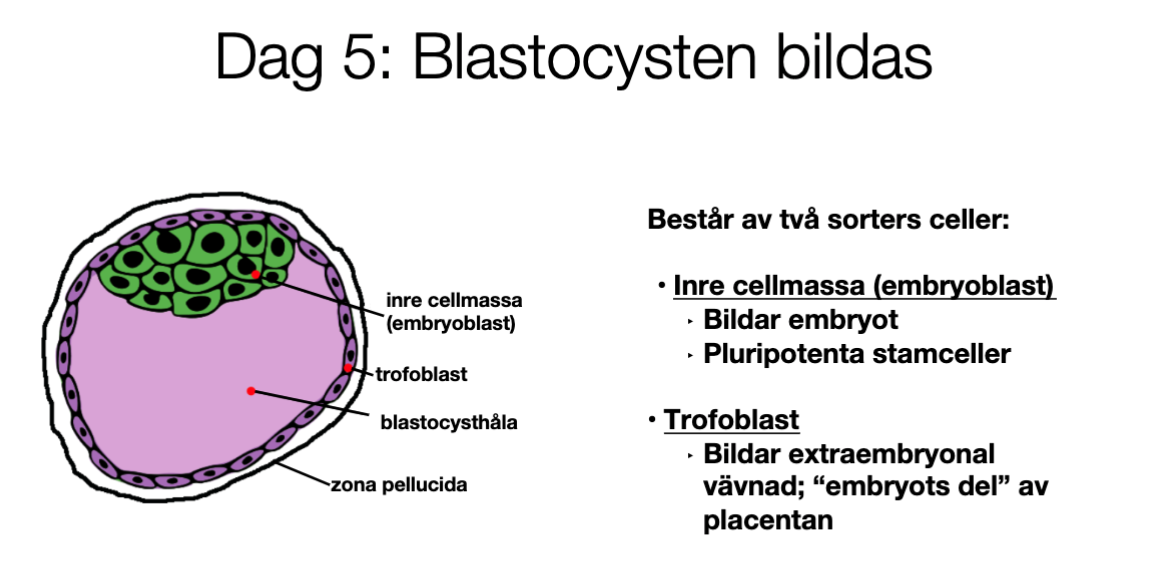 Dag 5: Blastocysten bildas
inre cellmassa
(embryoblast)
trofoblast
blastocysthåla
zona pellucida
Består av två sorters celler:
• Inre cellmassa (embryoblast)
‣ Bildar embryot
‣ Pluripotenta stamceller
• Trofoblast
‣ Bildar extraembryonal
vävnad; “embryots del” av
placentan